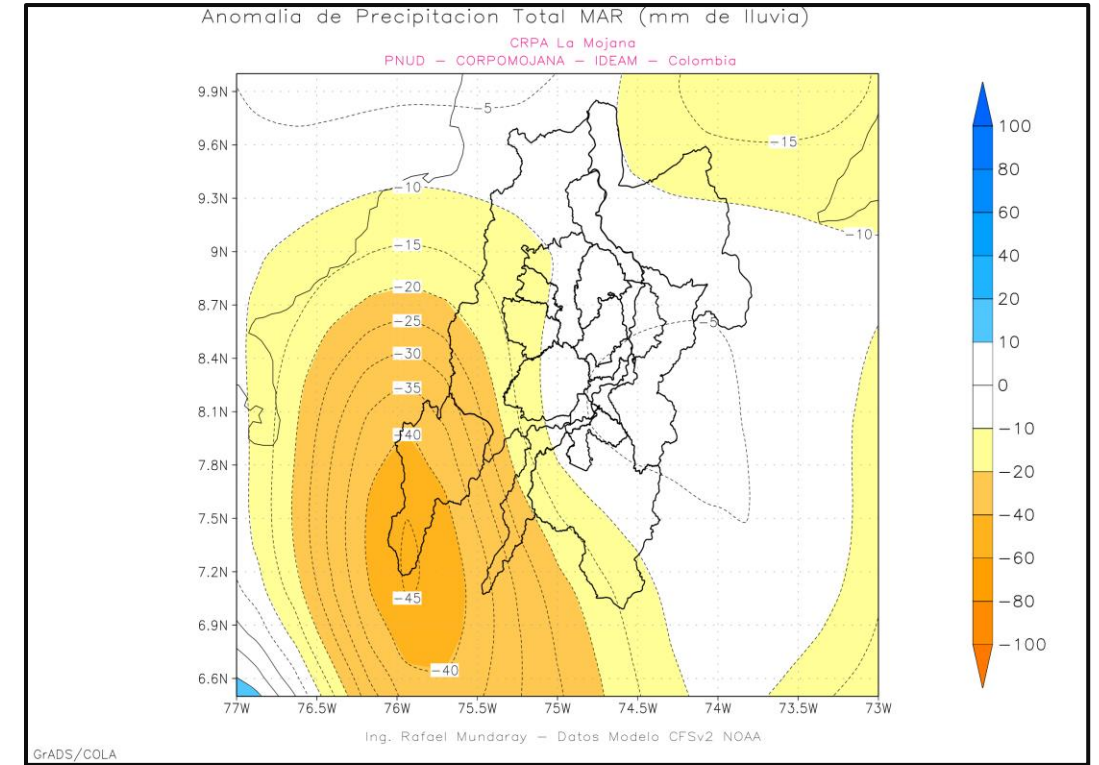 Anomalia de Precipitacion Total MAR (mm de lluvia)
CRPA La Mojana
PNUD – CORPOMOJANA – IDEAM – Colombia
9.9N
9.6N
9.3N
9N
8.7N
8.4N
8.1N
7.8N
7.5N
7.2N
6.9N
6.6N
−5
−15
−10
−10
−15
−20
−25
−30
−35
−40
−5
−45
−40
77W 76.5W 76W 75.5W 75W 74.5W 74W 73.5W 73W
100
80
60
40
20
10
0
−10
−20
−40
−60
−80
−100
Ing. Rafael Mundaray – Datos Modelo CFSv2 NOAA
GrADS/COLA